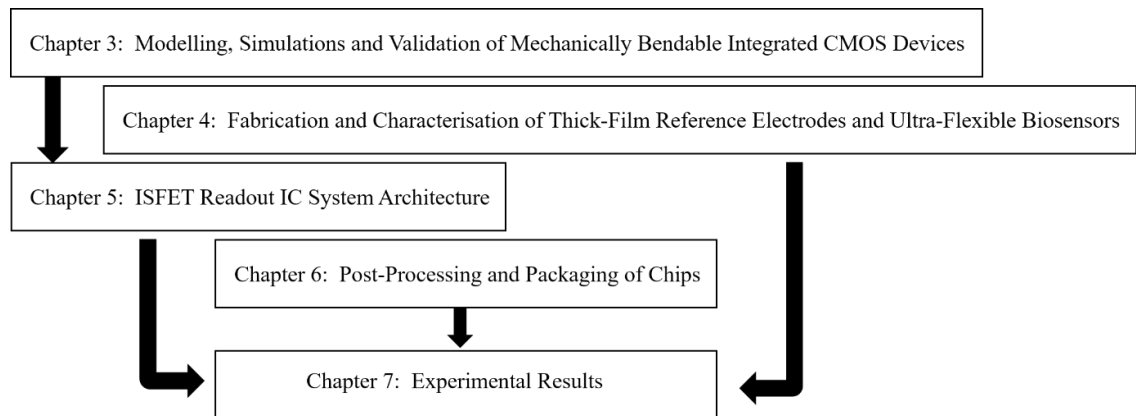 Chapter 3: Modelling, Simulations and Validation of Mechanically Bendable Integrated CMOS Devices
Chapter 4: Fabrication and Characterisation of Thick-Film Reference Electrodes and Ultra-Flexible Biosensors
Chapter 5: ISFET Readout IC System Architecture
Chapter 6: Post-Processing and Packaging of Chips
Chapter 7: Experimental Results